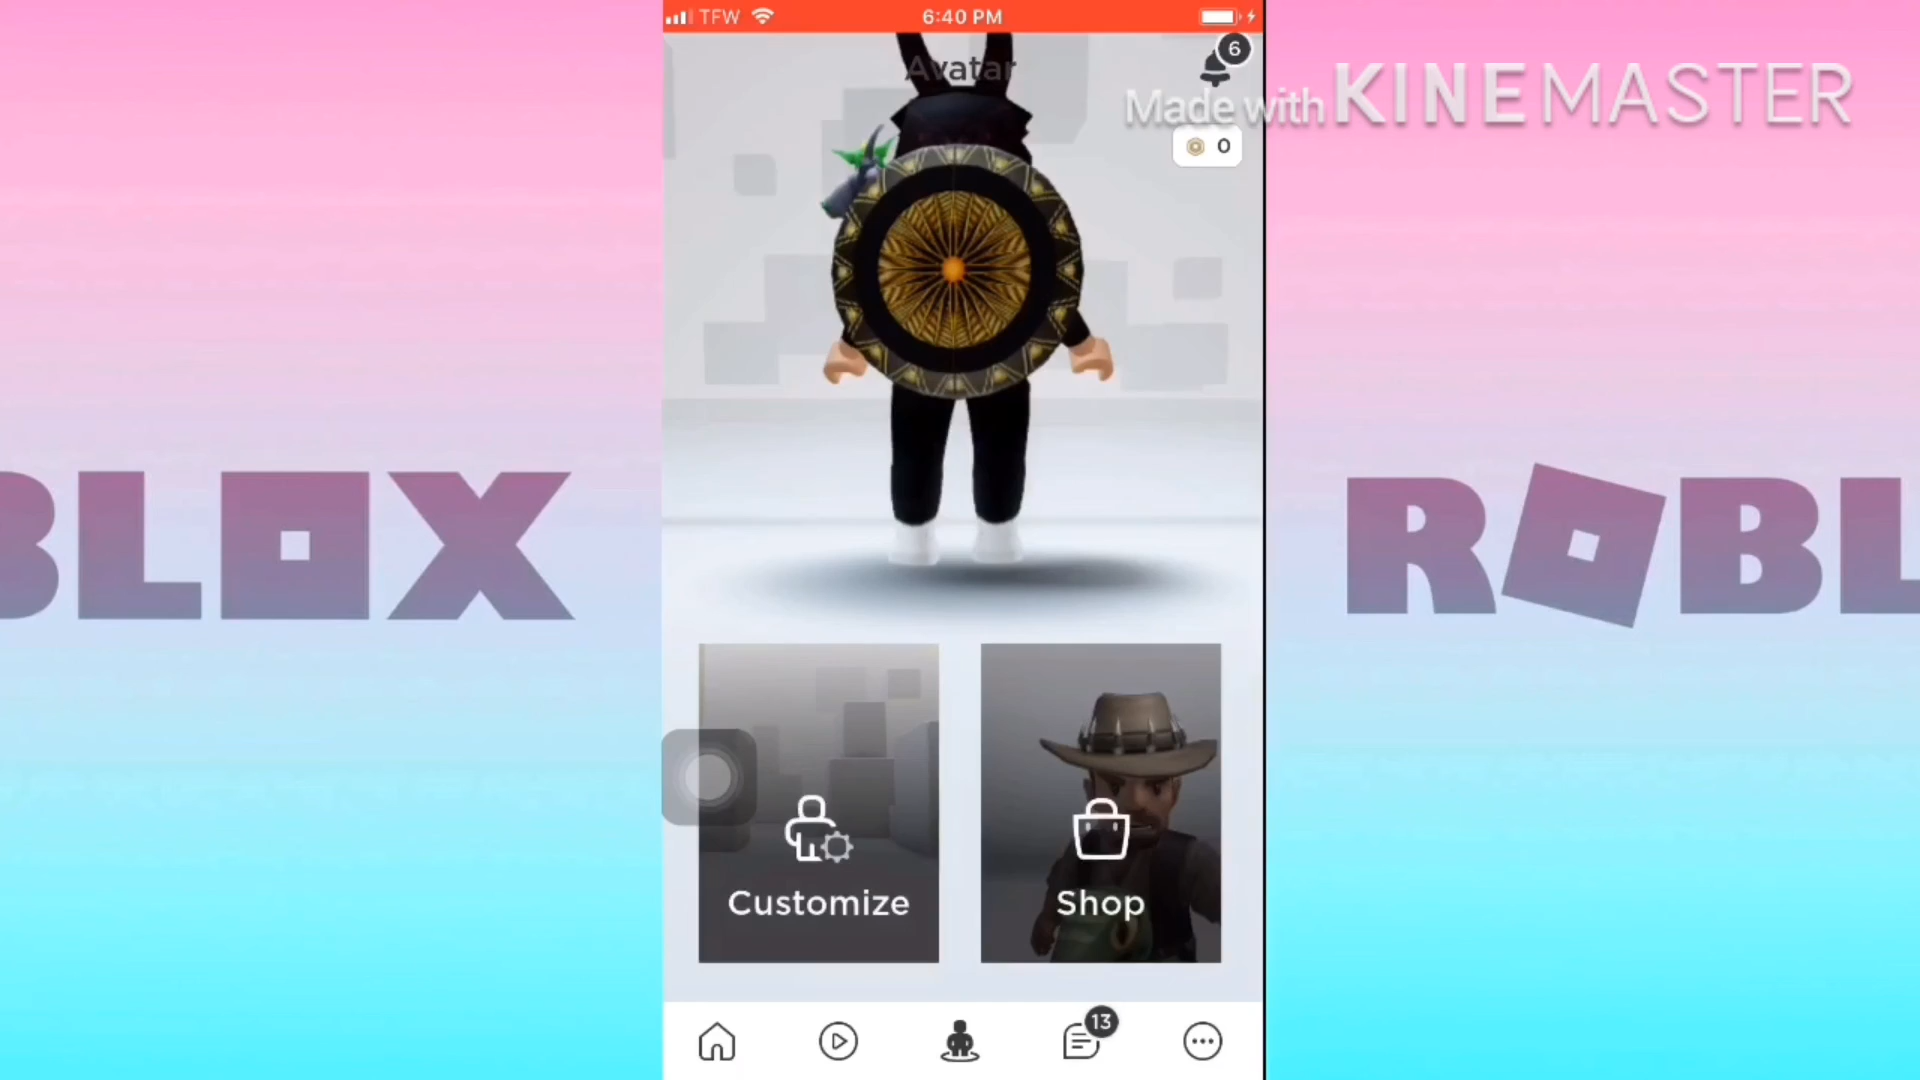 TFW 6:40 PM
Avatar
6
Made with KINEMASTER
0
BLOX
ROBL
Customize
Shop
13